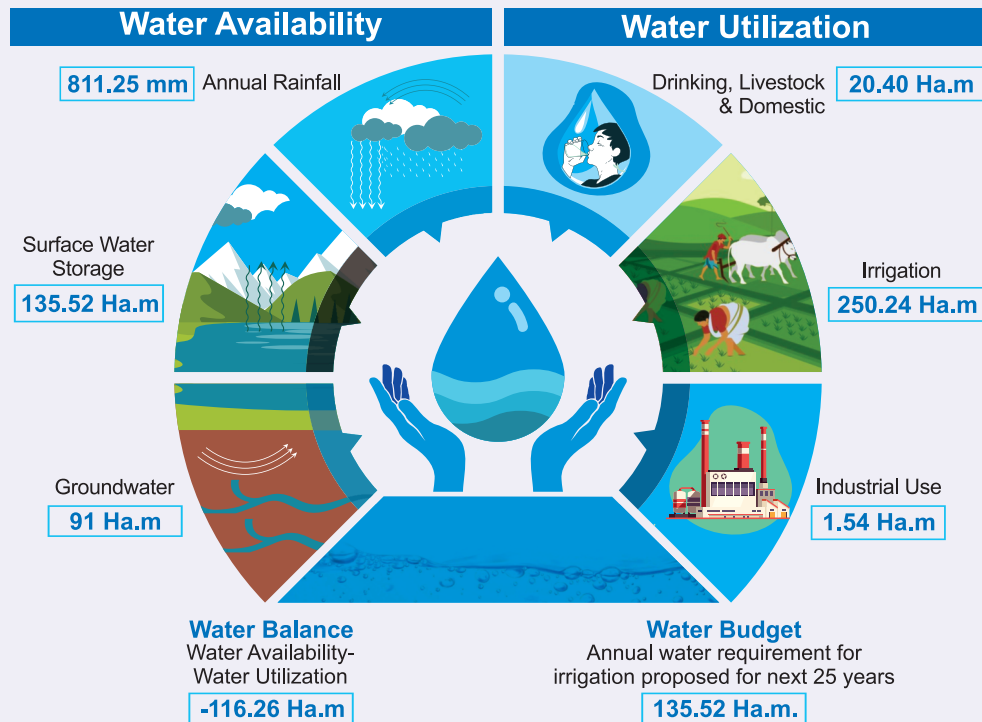 Water Availability
811.25 mm
Annual Rainfall
Surface Water
Storage
135.52 Ha.m
Groundwater
91 Ha.m
Water Balance
Water Availability-
Water Utilization
-116.26 Ha.m
Water Utilization
Drinking, Livestock
& Domestic
20.40 Ha.m
Irrigation
250.24 Ha.m
Industrial Use
1.54 Ha.m
Water Budget
Annual water requirement for
irrigation proposed for next 25 years
135.52 Ha.m.